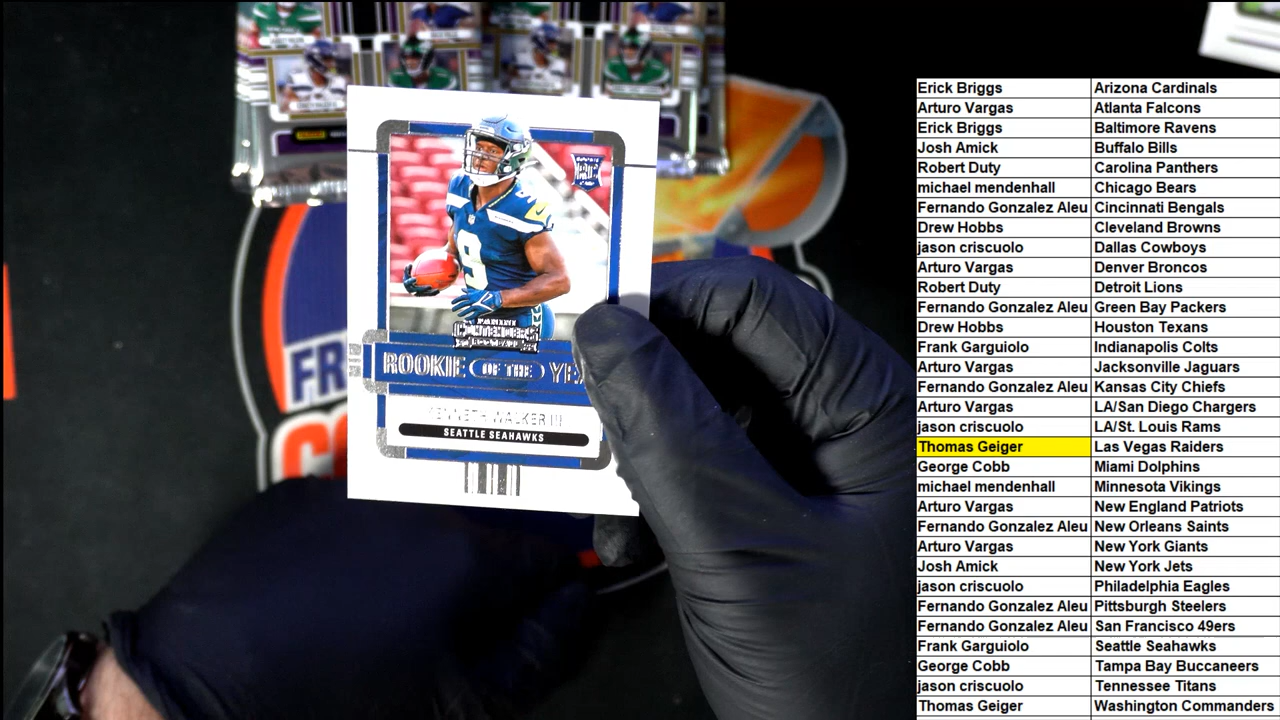 FR
CO
9
PANINI
CONTENDERS
FOOTBALL
ROOKIE OF THE YEA
KENNETH WALKER III
SEATTLE SEAHAWKS
Erick Briggs Arizona Cardinals
Arturo Vargas Atlanta Falcons
Erick Briggs Baltimore Ravens
Josh Amick Buffalo Bills
Robert Duty Carolina Panthers
michael mendenhall Chicago Bears
Fernando Gonzalez Aleu Cincinnati Bengals
Drew Hobbs Cleveland Browns
jason criscuolo Dallas Cowboys
Arturo Vargas Denver Broncos
Robert Duty Detroit Lions
Fernando Gonzalez Aleu Green Bay Packers
Drew Hobbs Houston Texans
Frank Garguiolo Indianapolis Colts
Arturo Vargas Jacksonville Jaguars
Fernando Gonzalez Aleu Kansas City Chiefs
Arturo Vargas LA/San Diego Chargers
jason criscuolo LA/St. Louis Rams
Thomas Geiger Las Vegas Raiders
George Cobb Miami Dolphins
michael mendenhall Minnesota Vikings
Arturo Vargas New England Patriots
Fernando Gonzalez Aleu New Orleans Saints
Arturo Vargas New York Giants
Josh Amick New York Jets
jason criscuolo Philadelphia Eagles
Fernando Gonzalez Aleu Pittsburgh Steelers
Fernando Gonzalez Aleu San Francisco 49ers
Frank Garguiolo Seattle Seahawks
George Cobb Tampa Bay Buccaneers
jason criscuolo Tennessee Titans
Thomas Geiger Washington Commanders